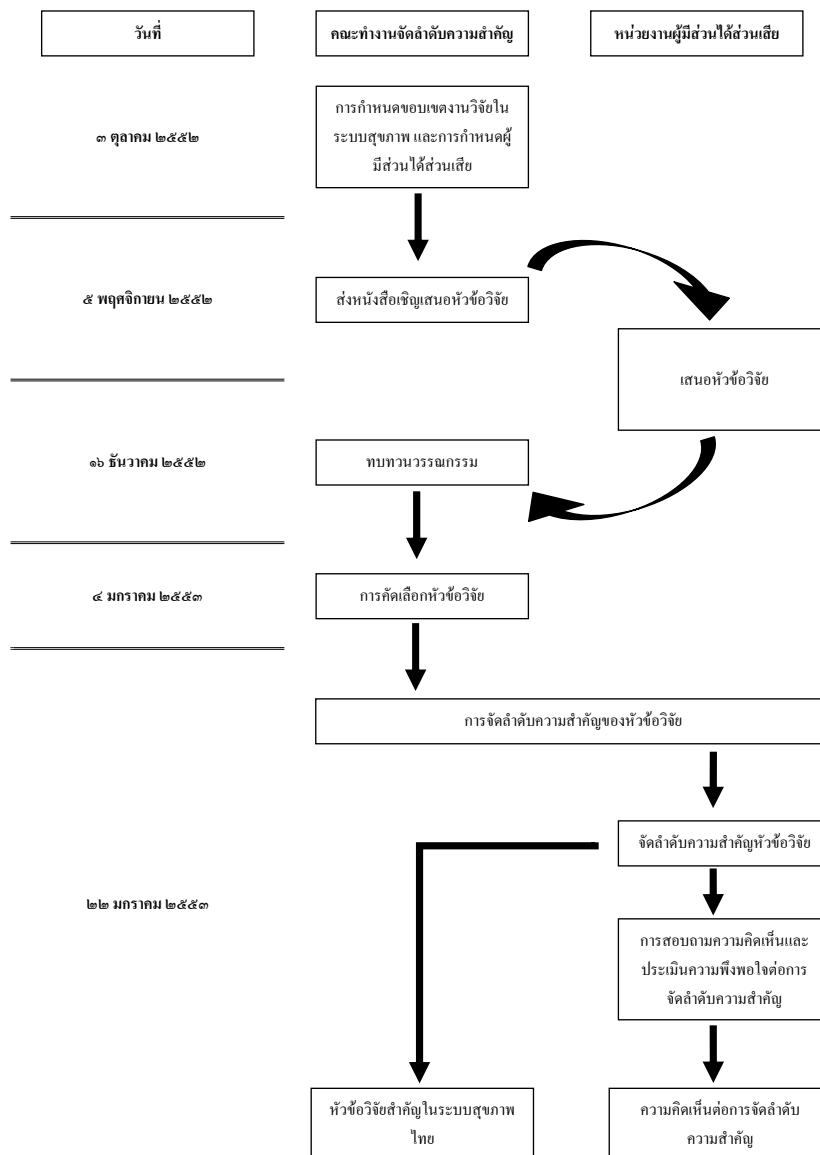 วันที่
คณะทำงานจัดลำดับความสำคัญ
หน่วยงานผู้มีส่วนได้ส่วนเสีย
๓ ตุลาคม ๒๕๕๒
การกำหนดขอบเขตงานวิจัยใน
ระบบสุขภาพ และการกำหนดผู้
มีส่วนได้ส่วนเสีย
๕ พฤศจิกายน ๒๕๕๒
ส่งหนังสือเชิญเสนอหัวข้อวิจัย
เสนอหัวข้อวิจัย
๑๖ ธันวาคม ๒๕๕๒
ทบทวนวรรณกรรม
๔ มกราคม ๒๕๕๓
การคัดเลือกหัวข้อวิจัย
การจัดลำดับความสำคัญของหัวข้อวิจัย
จัดลำดับความสำคัญหัวข้อวิจัย
๒๒ มกราคม ๒๕๕๓
การสอบถามความคิดเห็นและ
ประเมินความพึงพอใจต่อการ
จัดลำดับความสำคัญ
หัวข้อวิจัยสำคัญในระบบสุขภาพ
ไทย
ความคิดเห็นต่อการจัดลำดับ
ความสำคัญ